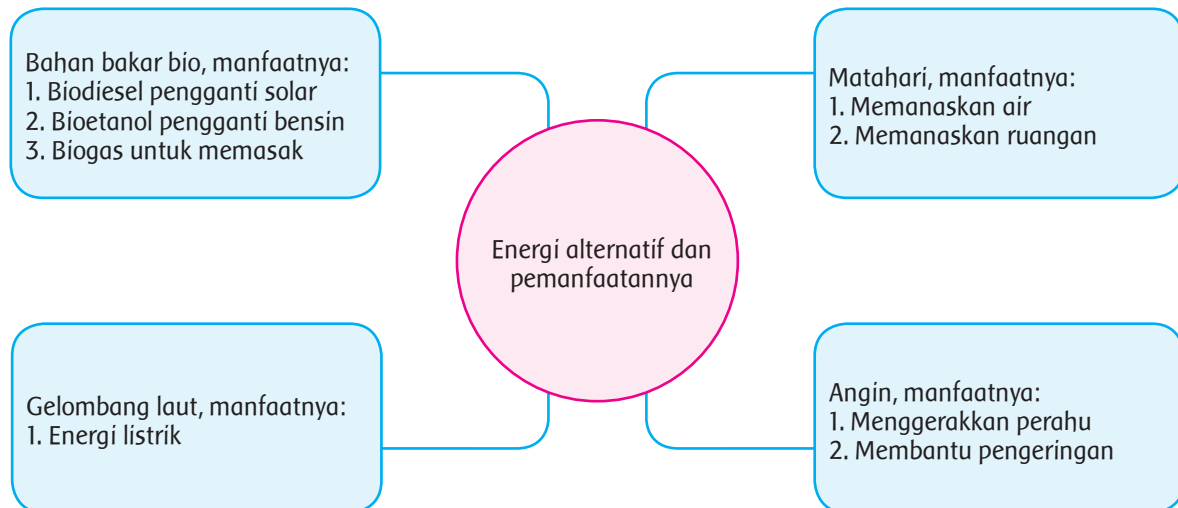 Bahan bakar bio, manfaatnya:
1. Biodiesel pengganti solar
2. Bioetanol pengganti bensin
3. Biogas untuk memasak
Matahari, manfaatnya:
1. Memanaskan air
2. Memanaskan ruangan
Energi alternatif dan
pemanfaatannya
Gelombang laut, manfaatnya:
1. Energi listrik
Angin, manfaatnya:
1. Menggerakkan perahu
2. Membantu pengeringan